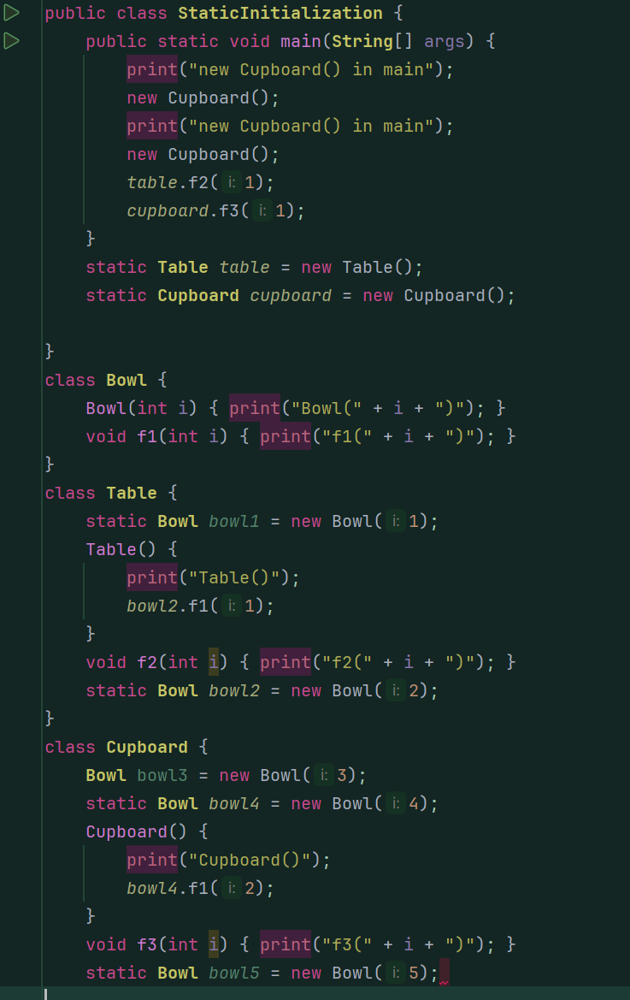 public class StaticInitialization {
    public static void main(String[] args) {
        print("new Cupboard() in main");
        new Cupboard();
        print("new Cupboard() in main");
        new Cupboard();
        table.f2( i: 1);
        cupboard.f3( i: 1);
    }
    static Table table = new Table();
    static Cupboard cupboard = new Cupboard();

}
class Bowl {
    Bowl(int i) { print("Bowl(" + i + ")"); }
    void f1(int i) { print("f1(" + i + ")"); }
}
class Table {
    static Bowl bowl1 = new Bowl( i: 1);
    Table() {
        print("Table()");
        bowl2.f1( i: 1);
    }
    void f2(int i) { print("f2(" + i + ")"); }
    static Bowl bowl2 = new Bowl( i: 2);
}
class Cupboard {
    Bowl bowl3 = new Bowl( i: 3);
    static Bowl bowl4 = new Bowl( i: 4);
    Cupboard() {
        print("Cupboard()");
        bowl4.f1( i: 2);
    }
    void f3(int i) { print("f3(" + i + ")"); }
    static Bowl bowl5 = new Bowl( i: 5);